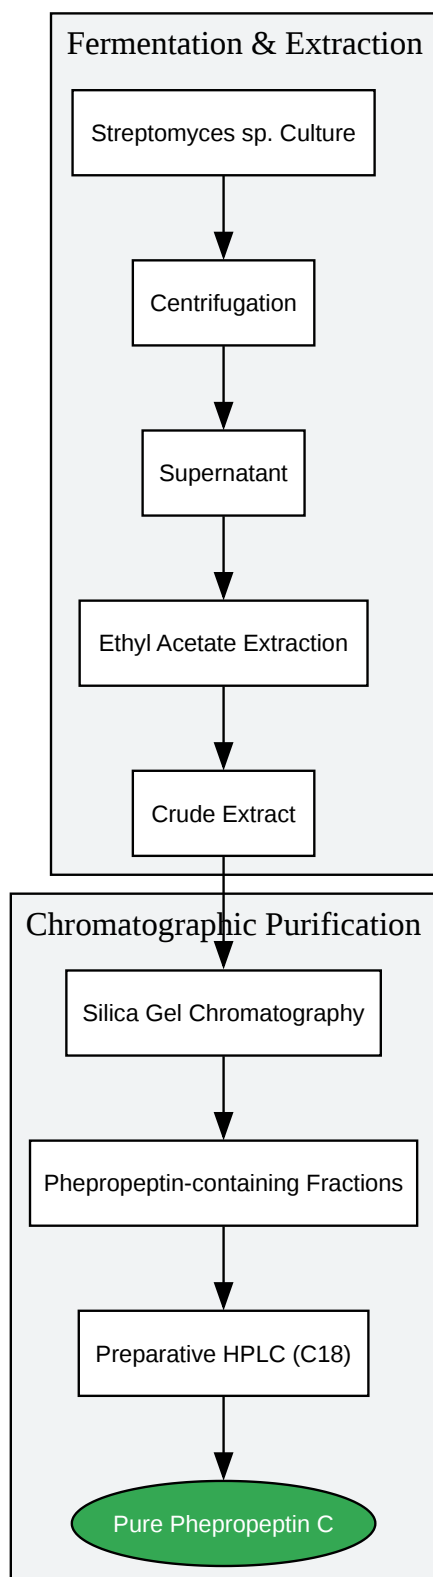 Fermentation & Extraction
Streptomyces sp. Culture
Centrifugation
Supernatant
Ethyl Acetate Extraction
Crude Extract
Chromatographic Purification
Silica Gel Chromatography
Phepropeptin-containing Fractions
Preparative HPLC (C18)
Pure Phepropeptin C